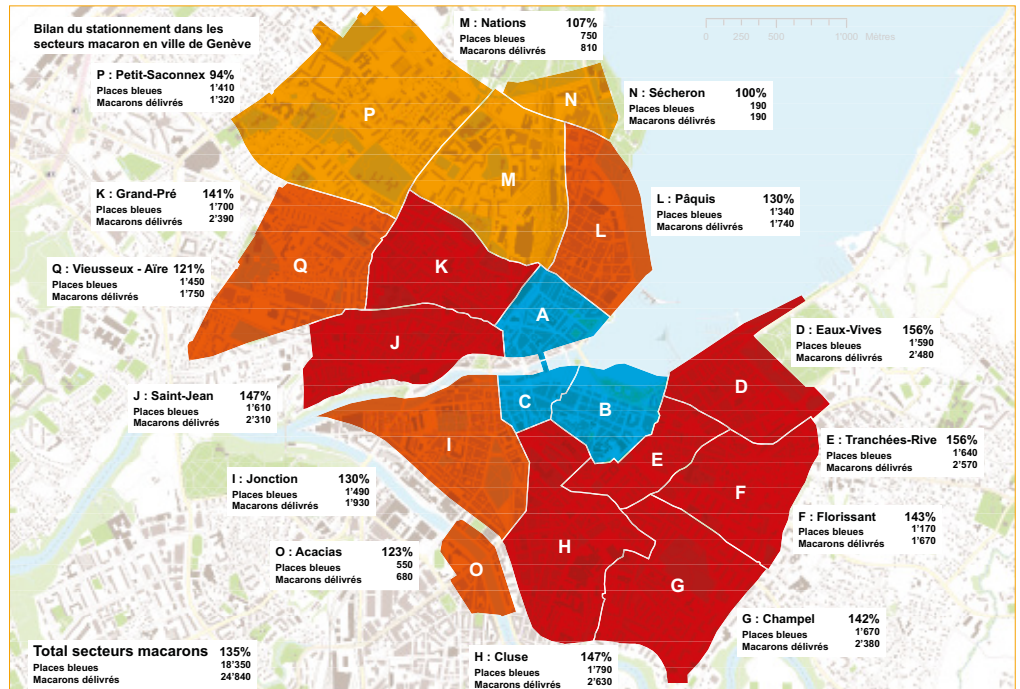 Bilan du stationnement dans les
secteurs macaron en ville de Genève
M : Nations 107%
Places bleues 750
Macarons délivrés 810
0 250 500 1'000 Mètres
P : Petit-Saconnex 94%
Places bleues 1'410
Macarons délivrés 1'320
N : Sécheron 100%
Places bleues 190
Macarons délivrés 190
K : Grand-Pré 141%
Places bleues 1'700
Macarons délivrés 2'390
L : Pâquis 130%
Places bleues 1'340
Macarons délivrés 1'740
Q : Vieusseux - Aïre 121%
Places bleues 1'450
Macarons délivrés 1'750
D : Eaux-Vives 156%
Places bleues 1'590
Macarons délivrés 2'480
J : Saint-Jean 147%
Places bleues 1'610
Macarons délivrés 2'310
E : Tranchées-Rive 156%
Places bleues 1'640
Macarons délivrés 2'570
I : Jonction 130%
Places bleues 1'490
Macarons délivrés 1'930
F : Florissant 143%
Places bleues 1'170
Macarons délivrés 1'670
O : Acacias 123%
Places bleues 550
Macarons délivrés 680
G : Champel 142%
Places bleues 1'670
Macarons délivrés 2'380
H : Cluse 147%
Places bleues 1'790
Macarons délivrés 2'630
Total secteurs macarons 135%
Places bleues 18'350
Macarons délivrés 24'840
P
N
M
L
Q
K
A
J
D
C
B
I
E
F
H
O
G